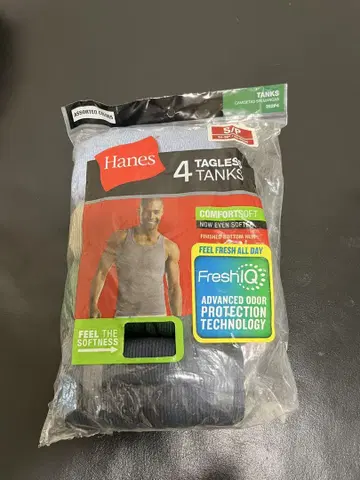 ASSORTED COLORS
TANKS
S/P
Hanes
4 TAGLESS
TANKS
COMFORTSOFT
NOW EVEN SOFTER
FEEL FRESH ALL DAY
FreshIQ
ADVANCED ODOR
PROTECTION
TECHNOLOGY
FEEL THE
SOFTNESS